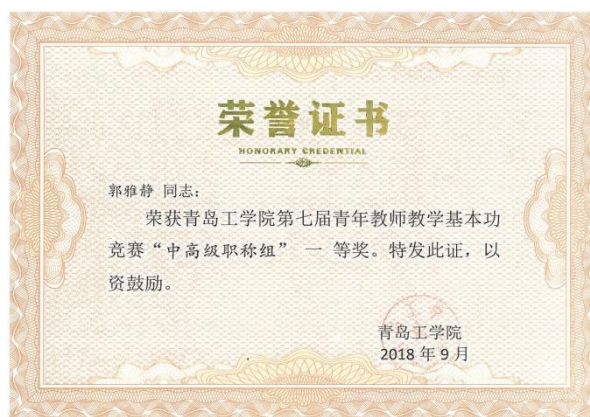 荣誉证书
HONORARY CREDENTIAL
郭雅静 同志：
荣获青岛工学院第七届青年教师教学基本功
竞赛“中高级职称组” 一 等奖。特发此证，以
资鼓励。
青岛工学院
2018 年 9 月